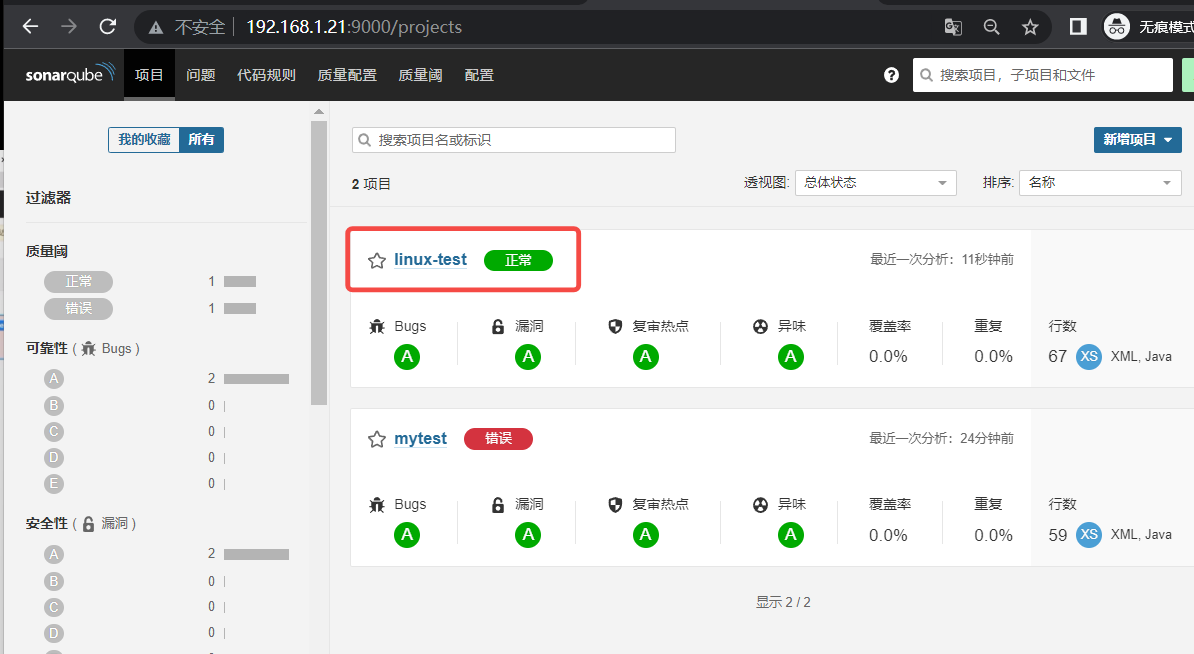 不安全 192.168.1.21:9000/projects 无痕模式
sonarqube 项目 问题 代码规则 质量配置 质量阈 配置 ? 搜索项目，子项目和文件
我的收藏 所有
过滤器
质量阈
正常 1
错误 1
可靠性 ( Bugs )
A 2
B 0
C 0
D 0
E 0
安全性 ( 漏洞 )
A 2
B 0
C 0
D 0
搜索项目名或标识 新增项目
2 项目 透视图: 总体状态 排序: 名称
linux-test 正常 最近一次分析：11秒钟前
Bugs 漏洞 复审热点 异味 覆盖率 重复 行数
A A A A 0.0% 0.0% 67 XS XML, Java
mytest 错误 最近一次分析：24分钟前
Bugs 漏洞 复审热点 异味 覆盖率 重复 行数
A A A A 0.0% 0.0% 59 XS XML, Java
显示 2 / 2